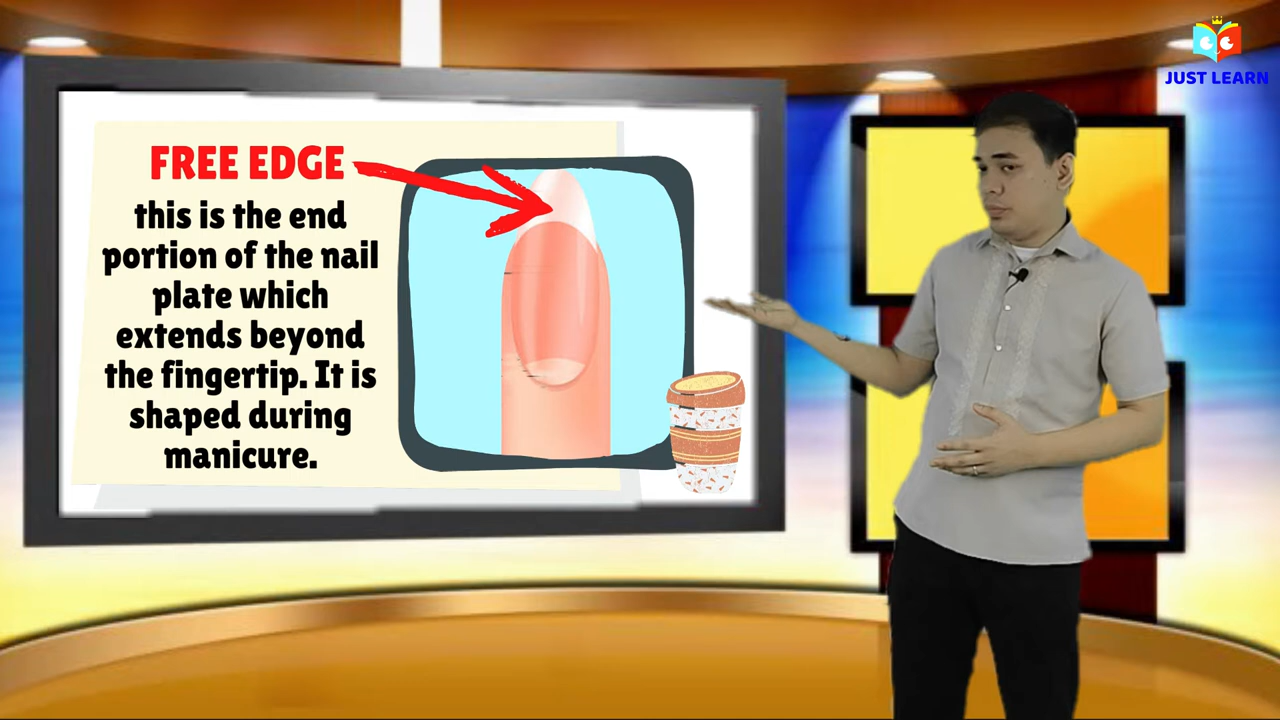 JUST LEARN
FREE EDGE
this is the end
portion of the nail
plate which
extends beyond
the fingertip. It is
shaped during
manicure.